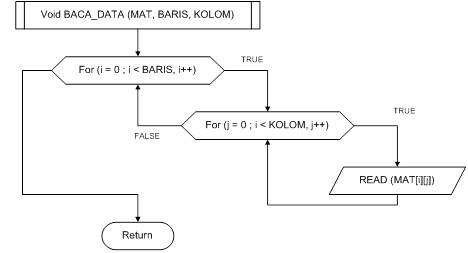 Void BACA_DATA (MAT, BARIS, KOLOM)
For (i = 0 ; i < BARIS, i++)
TRUE
For (j = 0 ; i < KOLOM, j++)
TRUE
FALSE
READ (MAT[i][j])
Return